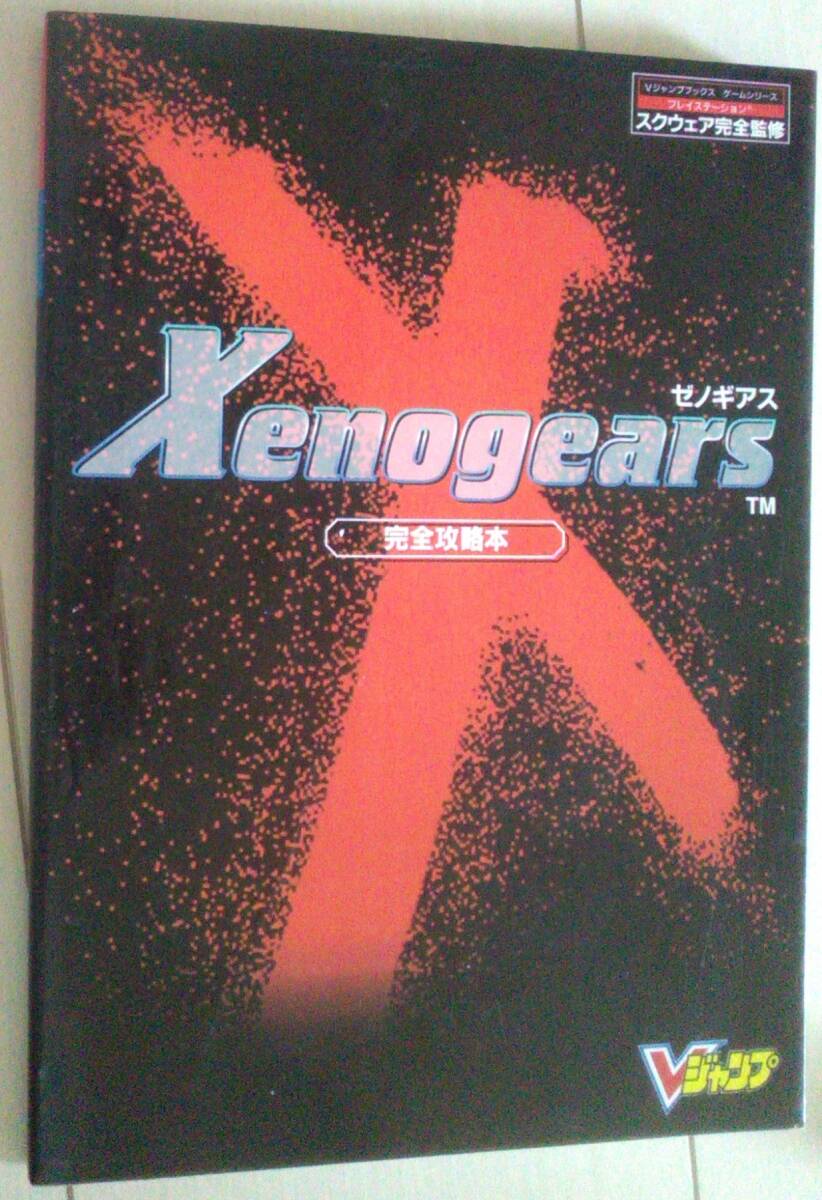 Vジャンプブックス ゲームシリーズ
プレイステーション®
スクウェア完全監修
ゼノギアス
Xenogears
TM
完全攻略本
Vジャンプ